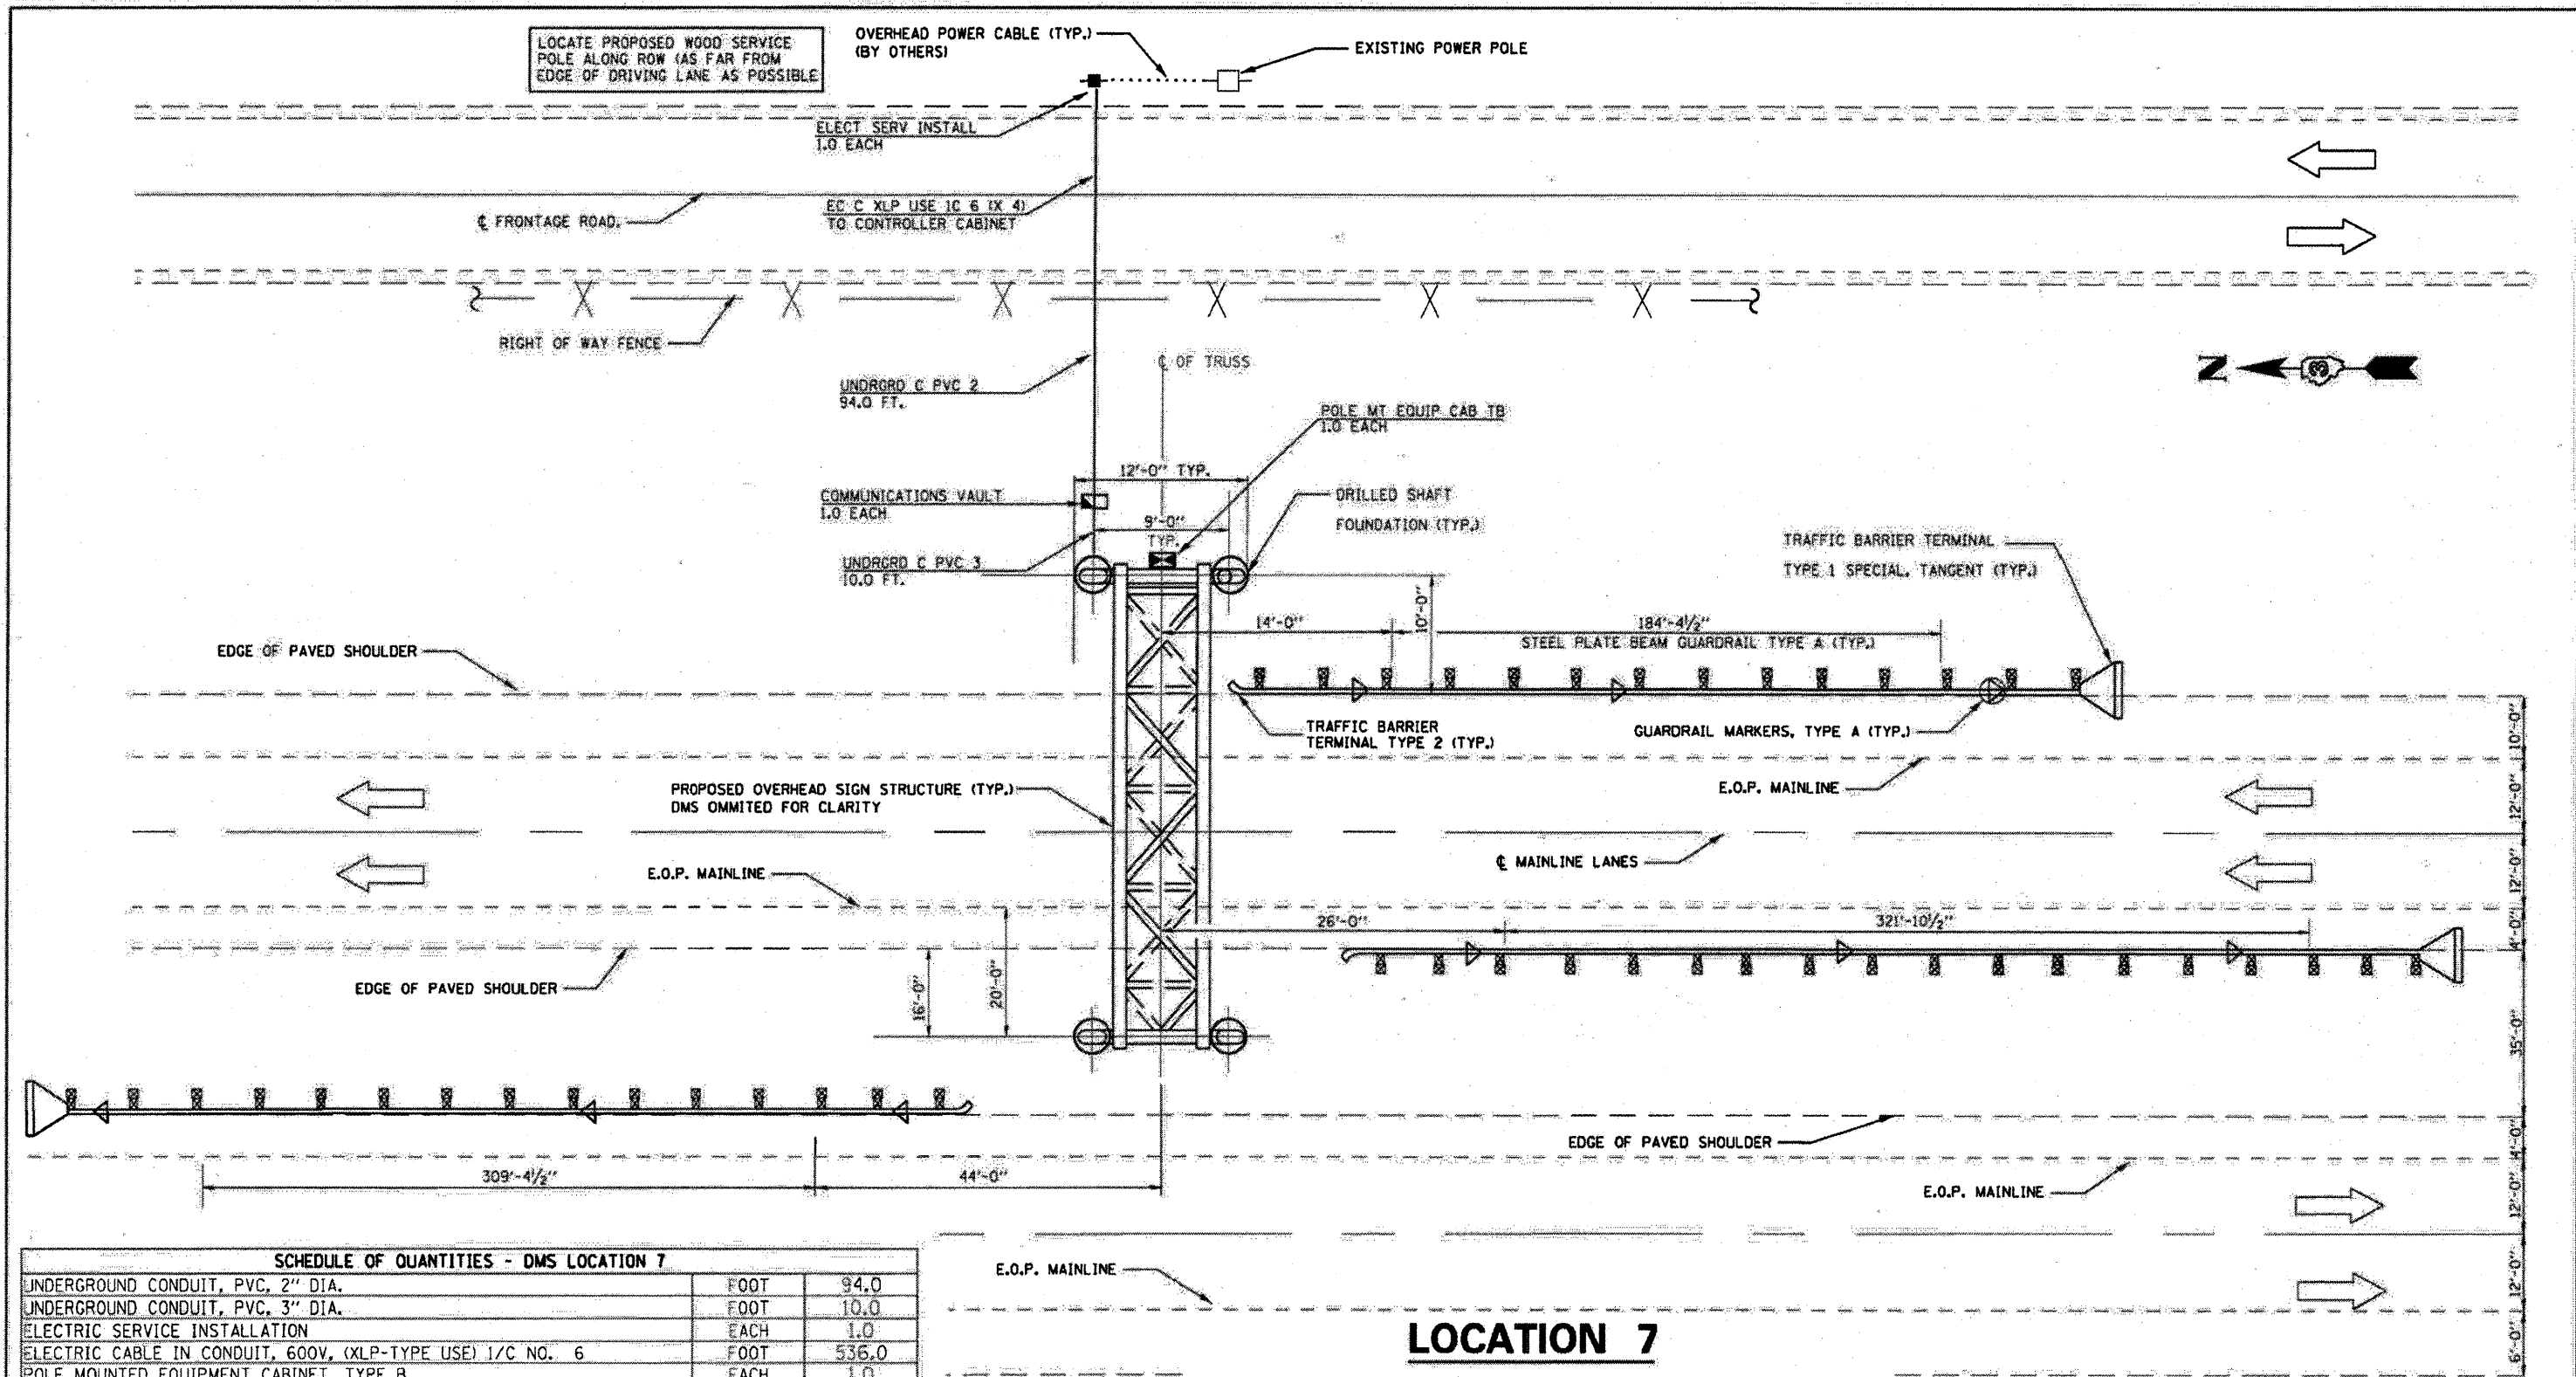 LOCATE PROPOSED WOOD SERVICE
POLE ALONG ROW (AS FAR FROM
EDGE OF DRIVING LANE AS POSSIBLE
OVERHEAD POWER CABLE (TYP.)
(BY OTHERS)
EXISTING POWER POLE
ELECT SERV INSTALL
1.0 EACH
EC C XLP USE 1C 6 (X 4)
TO CONTROLLER CABINET
℄ FRONTAGE ROAD.
RIGHT OF WAY FENCE
UNDRGRD C PVC 2
94.0 FT.
℄ OF TRUSS
N
3
POLE MT EQUIP CAB TB
1.0 EACH
12'-0" TYP.
COMMUNICATIONS VAULT
1.0 EACH
9'-0"
TYP.
DRILLED SHAFT
FOUNDATION (TYP.)
UNDRGRD C PVC 3
10.0 FT.
TRAFFIC BARRIER TERMINAL
TYPE 1 SPECIAL, TANGENT (TYP.)
14'-0"
10'-0"
184'-4½"
STEEL PLATE BEAM GUARDRAIL TYPE A (TYP.)
EDGE OF PAVED SHOULDER
TRAFFIC BARRIER
TERMINAL TYPE 2 (TYP.)
GUARDRAIL MARKERS, TYPE A (TYP.)
10'-0"
PROPOSED OVERHEAD SIGN STRUCTURE (TYP.)
DMS OMMITED FOR CLARITY
E.O.P. MAINLINE
12'-0"
E.O.P. MAINLINE
℄ MAINLINE LANES
12'-0"
26'-0"
321'-10½"
4'-0"
EDGE OF PAVED SHOULDER
16'-0"
20'-0"
35'-0"
EDGE OF PAVED SHOULDER
4'-0"
309'-4½"
44'-0"
E.O.P. MAINLINE
12'-0"
E.O.P. MAINLINE
12'-0"
LOCATION 7
6'-0"
SCHEDULE OF QUANTITIES - DMS LOCATION 7
UNDERGROUND CONDUIT, PVC, 2" DIA. FOOT 94.0
UNDERGROUND CONDUIT, PVC, 3" DIA. FOOT 10.0
ELECTRIC SERVICE INSTALLATION EACH 1.0
ELECTRIC CABLE IN CONDUIT, 600V, (XLP-TYPE USE) 1/C NO. 6 FOOT 536.0
POLE MOUNTED EQUIPMENT CABINET, TYPE B EACH 1.0